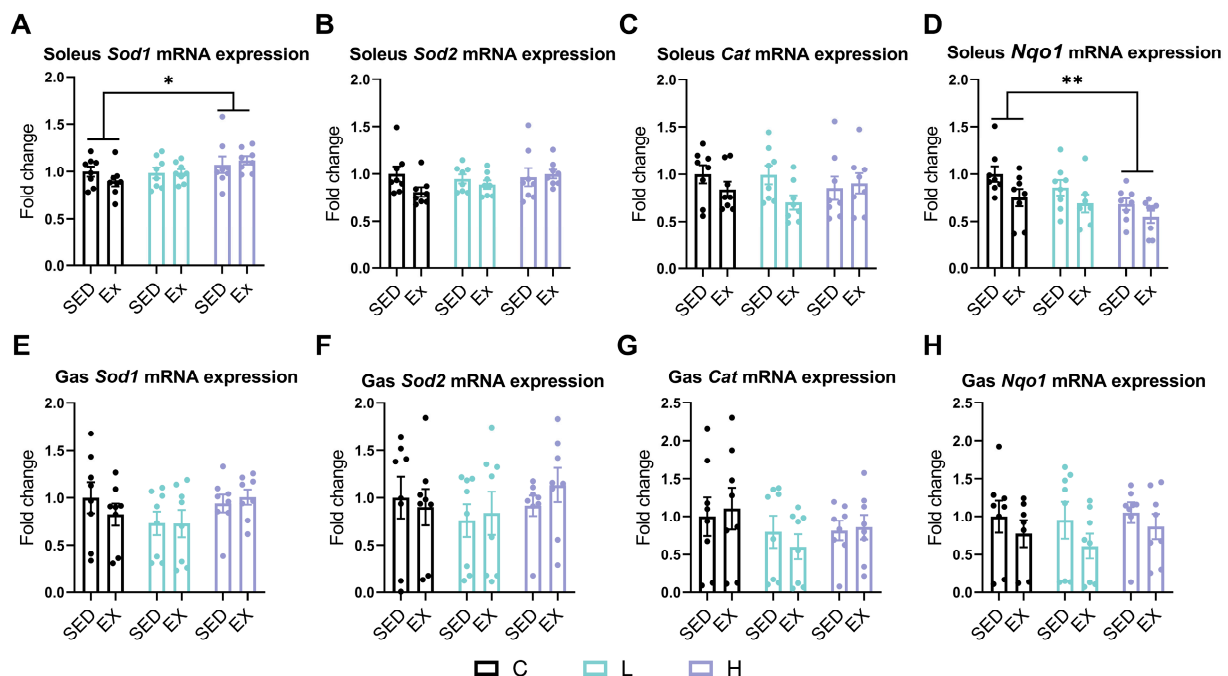 A
Soleus Sod1 mRNA expression
Fold change
2.0
1.5
1.0
0.5
0.0
*
SED
Ex
SED
Ex
SED
Ex
B
Soleus Sod2 mRNA expression
Fold change
2.0
1.5
1.0
0.5
0.0
SED
Ex
SED
Ex
SED
Ex
C
Soleus Cat mRNA expression
Fold change
2.0
1.5
1.0
0.5
0.0
SED
Ex
SED
Ex
SED
Ex
D
Soleus Nqo1 mRNA expression
Fold change
2.0
1.5
1.0
0.5
0.0
**
SED
Ex
SED
Ex
SED
Ex
E
Gas Sod1 mRNA expression
Fold change
2.0
1.5
1.0
0.5
0.0
SED
EX
SED
EX
SED
EX
F
Gas Sod2 mRNA expression
Fold change
2.0
1.5
1.0
0.5
0.0
SED
EX
SED
EX
SED
EX
G
Gas Cat mRNA expression
Fold change
2.5
2.0
1.5
1.0
0.5
0.0
SED
EX
SED
EX
SED
EX
H
Gas Nqo1 mRNA expression
Fold change
2.5
2.0
1.5
1.0
0.5
0.0
SED
EX
SED
EX
SED
EX
C
L
H